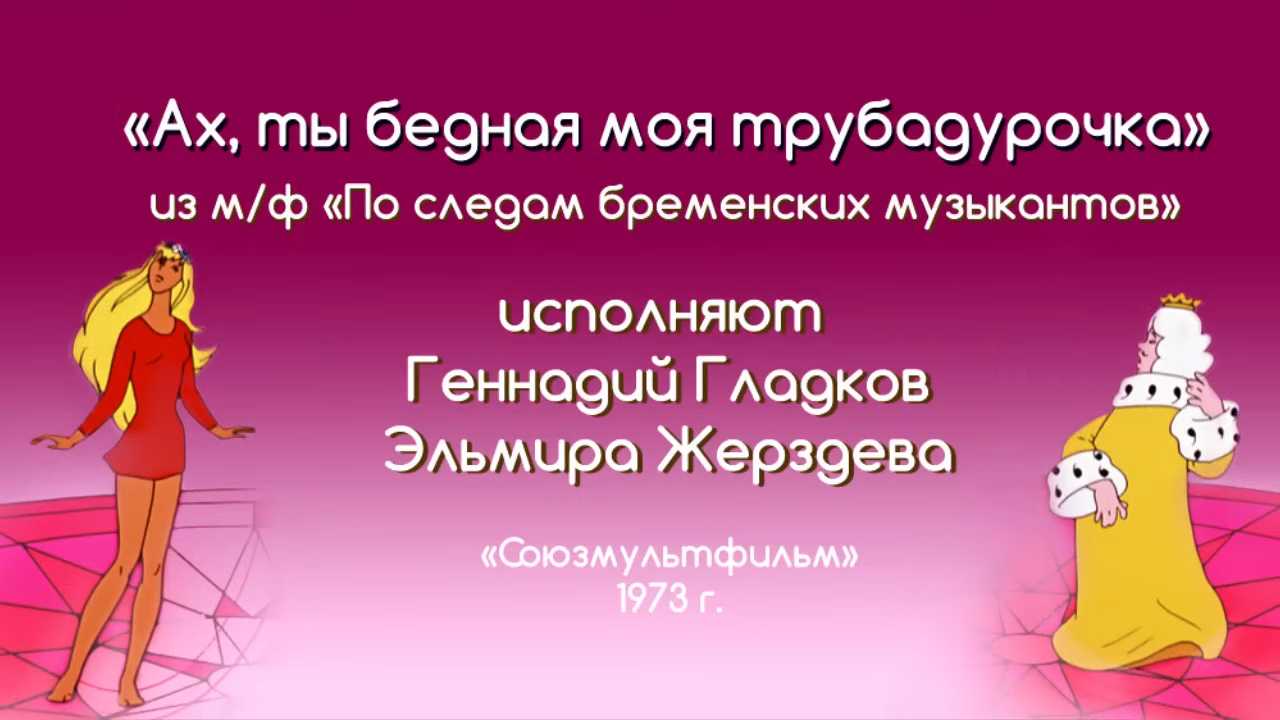 «Ах, ты бедная моя трубадурочка»
из м/ф «По следам бременских музыкантов»
исполняют
Геннадий Гладков
Эльмира Жерздева
«Союзмультфильм»
1973 г.